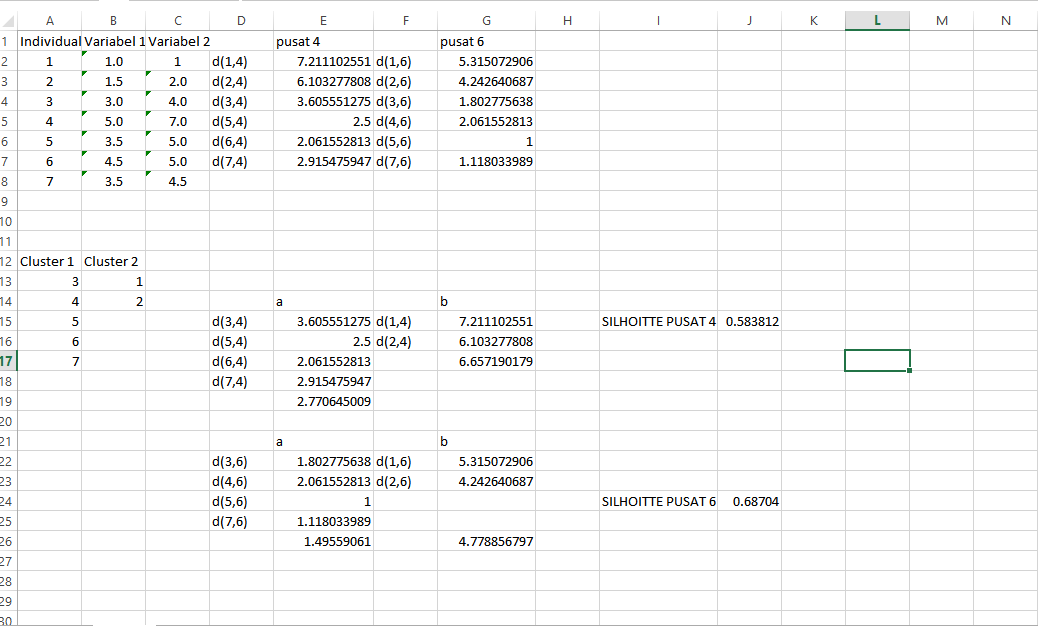 A B C D E F G H I J K L M N
1 Individual Variabel 1 Variabel 2 pusat 4 pusat 6
2 1 1.0 1 d(1,4) 7.211102551 d(1,6) 5.315072906
3 2 1.5 2.0 d(2,4) 6.103277808 d(2,6) 4.242640687
4 3 3.0 4.0 d(3,4) 3.605551275 d(3,6) 1.802775638
5 4 5.0 7.0 d(5,4) 2.5 d(4,6) 2.061552813
6 5 3.5 5.0 d(6,4) 2.061552813 d(5,6) 1
7 6 4.5 5.0 d(7,4) 2.915475947 d(7,6) 1.118033989
8 7 3.5 4.5
9
10
11
12 Cluster 1 Cluster 2
13 3 1
14 4 2 a b
15 5 d(3,4) 3.605551275 d(1,4) 7.211102551 SILHOITTE PUSAT 4 0.583812
16 6 d(5,4) 2.5 d(2,4) 6.103277808
17 7 d(6,4) 2.061552813 6.657190179
18 d(7,4) 2.915475947
19 2.770645009
20
21 a b
22 d(3,6) 1.802775638 d(1,6) 5.315072906
23 d(4,6) 2.061552813 d(2,6) 4.242640687
24 d(5,6) 1 SILHOITTE PUSAT 6 0.68704
25 d(7,6) 1.118033989
26 1.49559061 4.778856797
27
28
29
30